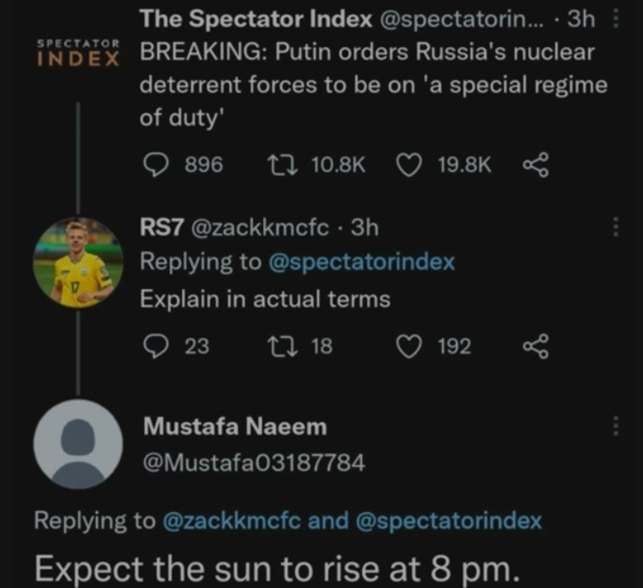 The Spectator Index @spectatorin... · 3h
SPECTATOR
INDEX
BREAKING: Putin orders Russia's nuclear
deterrent forces to be on 'a special regime
of duty'
896 10.8K 19.8K
RS7 @zackkmcfc · 3h
Replying to @spectatorindex
Explain in actual terms
17
23 18 192
Mustafa Naeem
@Mustafa03187784
Replying to @zackkmcfc and @spectatorindex
Expect the sun to rise at 8 pm.